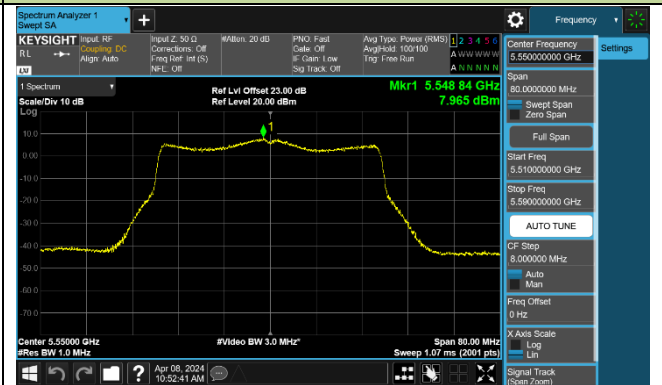 Spectrum Analyzer 1
Swept SA
+
Frequency
KEYSIGHT
RL
LXI
Input: RF
Coupling: DC
Align: Auto
Input Z: 50 Ω
Corrections: Off
Freq Ref: Int (S)
NFE: Off
#Atten: 20 dB
PNO: Fast
Gate: Off
IF Gain: Low
Sig Track: Off
Avg Type: Power (RMS)
Avg|Hold: 100/100
Trig: Free Run
1 2 3 4 5 6
A W W W W W
A N N N N N
1 Spectrum
Scale/Div 10 dB
Log
Ref Lvl Offset 23.00 dB
Ref Level 20.00 dBm
Mkr1 5.548 84 GHz
7.965 dBm
1
10.0
0.00
-10.0
-20.0
-30.0
-40.0
-50.0
-60.0
-70.0
Center 5.55000 GHz
#Res BW 1.0 MHz
#Video BW 3.0 MHz*
Span 80.00 MHz
Sweep 1.07 ms (2001 pts)
Center Frequency
5.550000000 GHz
Settings
Span
80.0000000 MHz
Swept Span
Zero Span
Full Span
Start Freq
5.510000000 GHz
Stop Freq
5.590000000 GHz
AUTO TUNE
CF Step
8.000000 MHz
Auto
Man
Freq Offset
0 Hz
X Axis Scale
Log
Lin
Signal Track
(Span Zoom)
?
Apr 08, 2024
10:52:41 AM